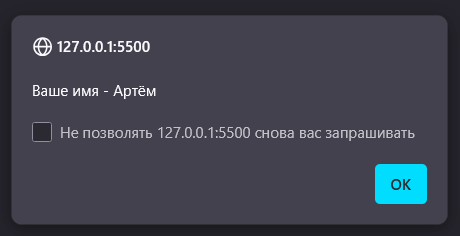 127.0.0.1:5500
Ваше имя - Артём
Не позволять 127.0.0.1:5500 снова вас запрашивать
OK